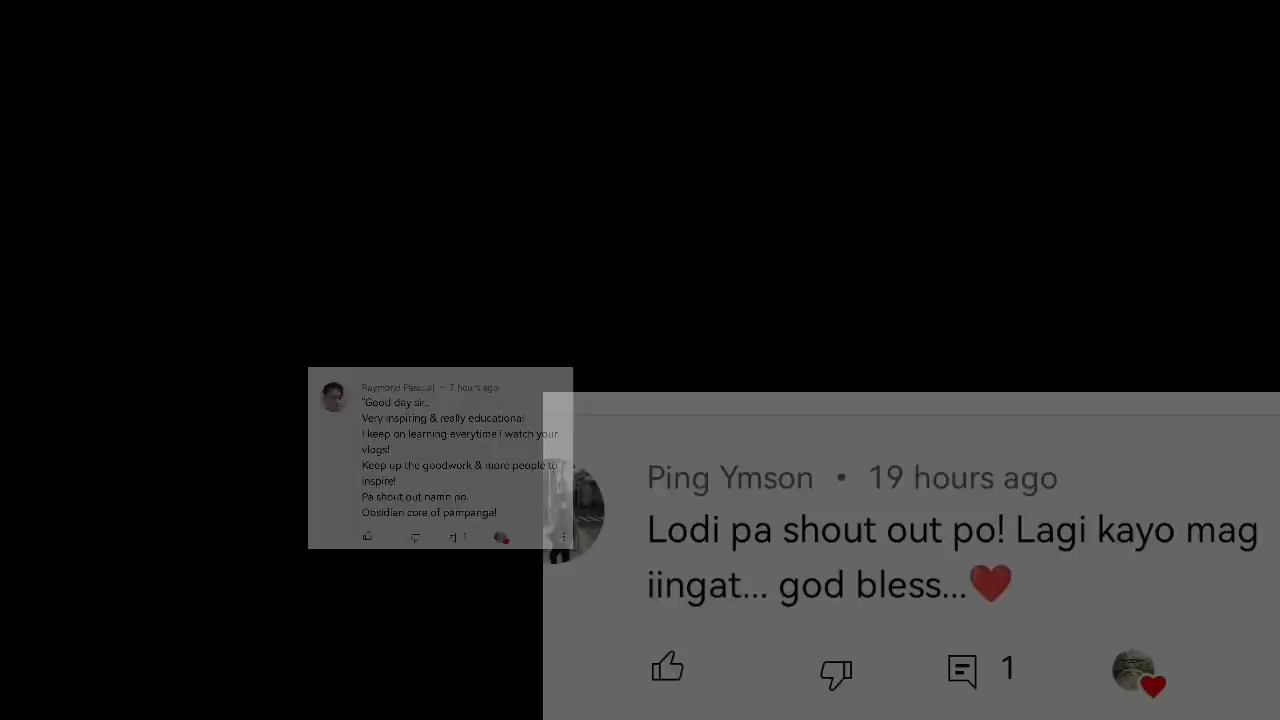 Raymond Pascual • 7 hours ago
"Good day sir..
Very inspiring & really educational
I keep on learning everytime i watch your
vlogs!
Keep up the goodwork & more people to
inspire!
Pa shout out namn po.
Obsidian core of pampanga!
1
Ping Ymson • 19 hours ago
Lodi pa shout out po! Lagi kayo mag
iingat... god bless...❤️
1